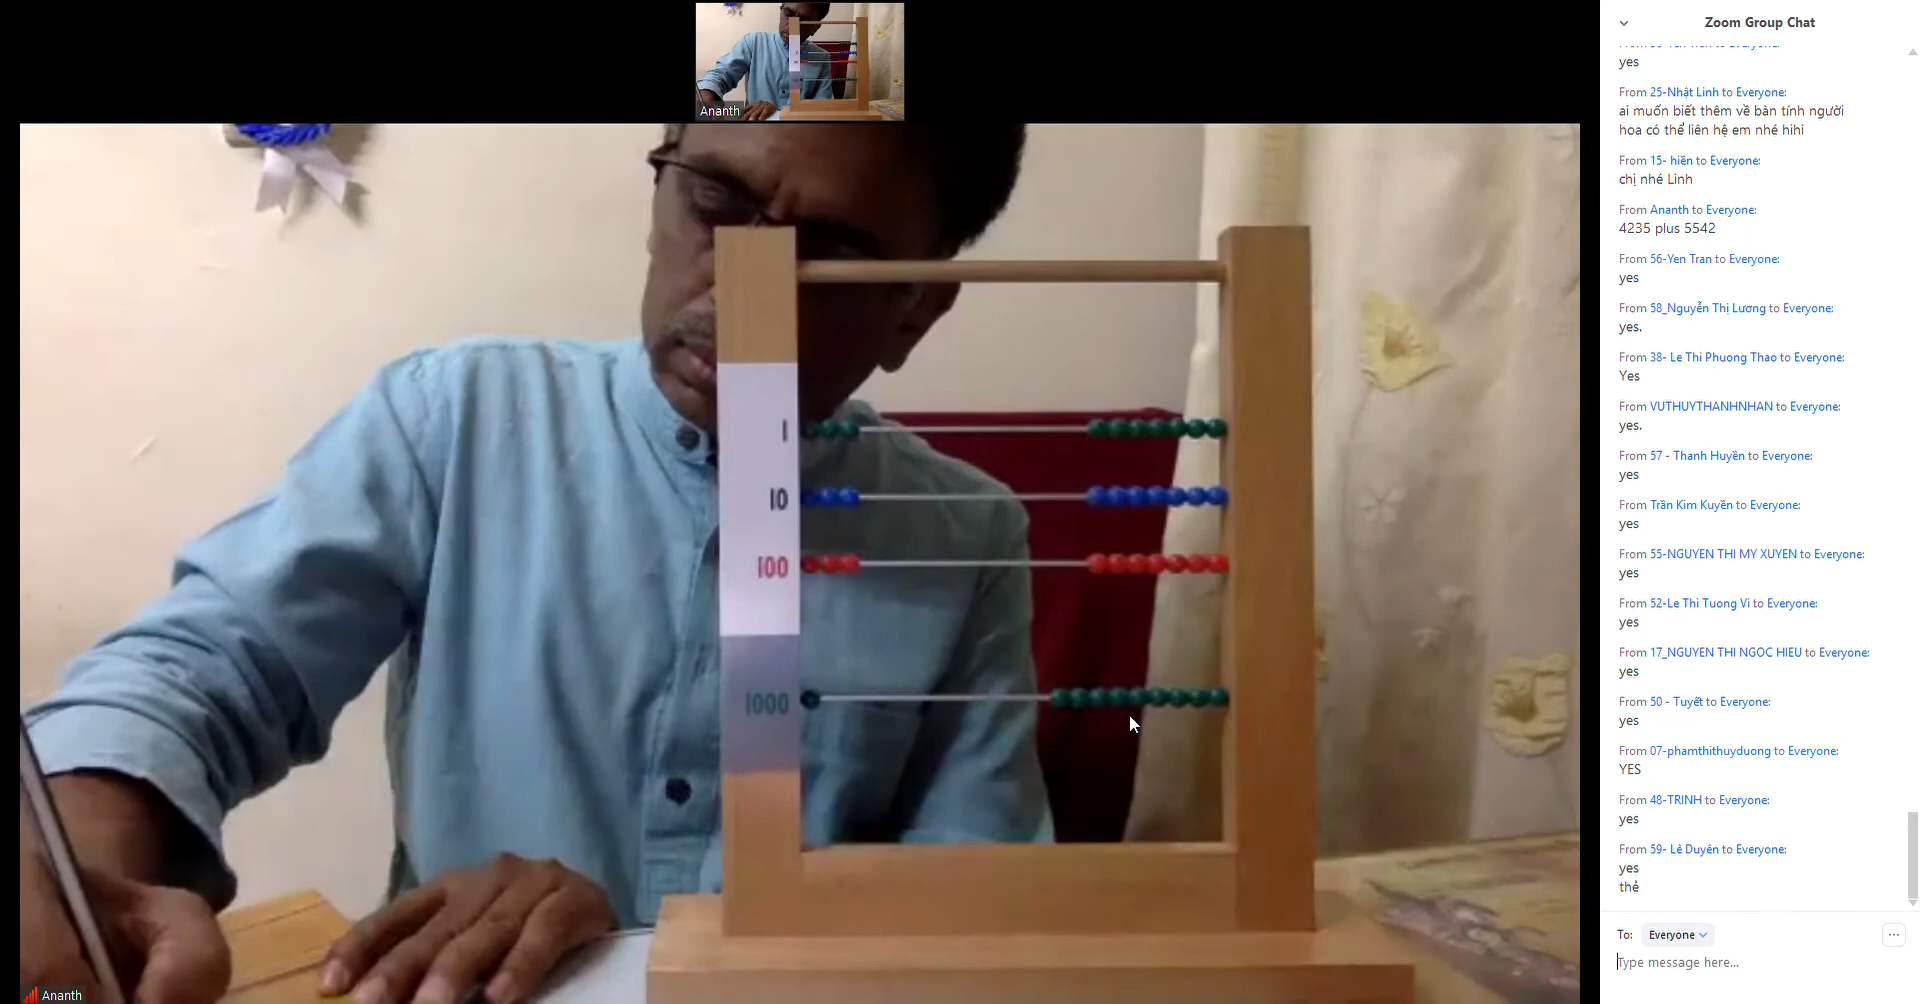 Ananth
1
10
100
1000
Ananth
Zoom Group Chat
yes
From 25-Nhật Linh to Everyone:
ai muốn biết thêm về bàn tính người
hoa có thể liên hệ em nhé hihi
From 15- hiền to Everyone:
chị nhé Linh
From Ananth to Everyone:
4235 plus 5542
From 56-Yen Tran to Everyone:
yes
From 58_Nguyễn Thị Lương to Everyone:
yes.
From 38- Le Thi Phuong Thao to Everyone:
Yes
From VUTHUYTHANHNHAN to Everyone:
yes.
From 57 - Thanh Huyền to Everyone:
yes
From Trần Kim Kuyền to Everyone:
yes
From 55-NGUYEN THI MY XUYEN to Everyone:
yes
From 52-Le Thi Tuong Vi to Everyone:
yes
From 17_NGUYEN THI NGOC HIEU to Everyone:
yes
From 50 - Tuyết to Everyone:
yes
From 07-phamthithuyduong to Everyone:
YES
From 48-TRINH to Everyone:
yes
From 59- Lê Duyên to Everyone:
yes
thẻ
To: Everyone
Type message here...